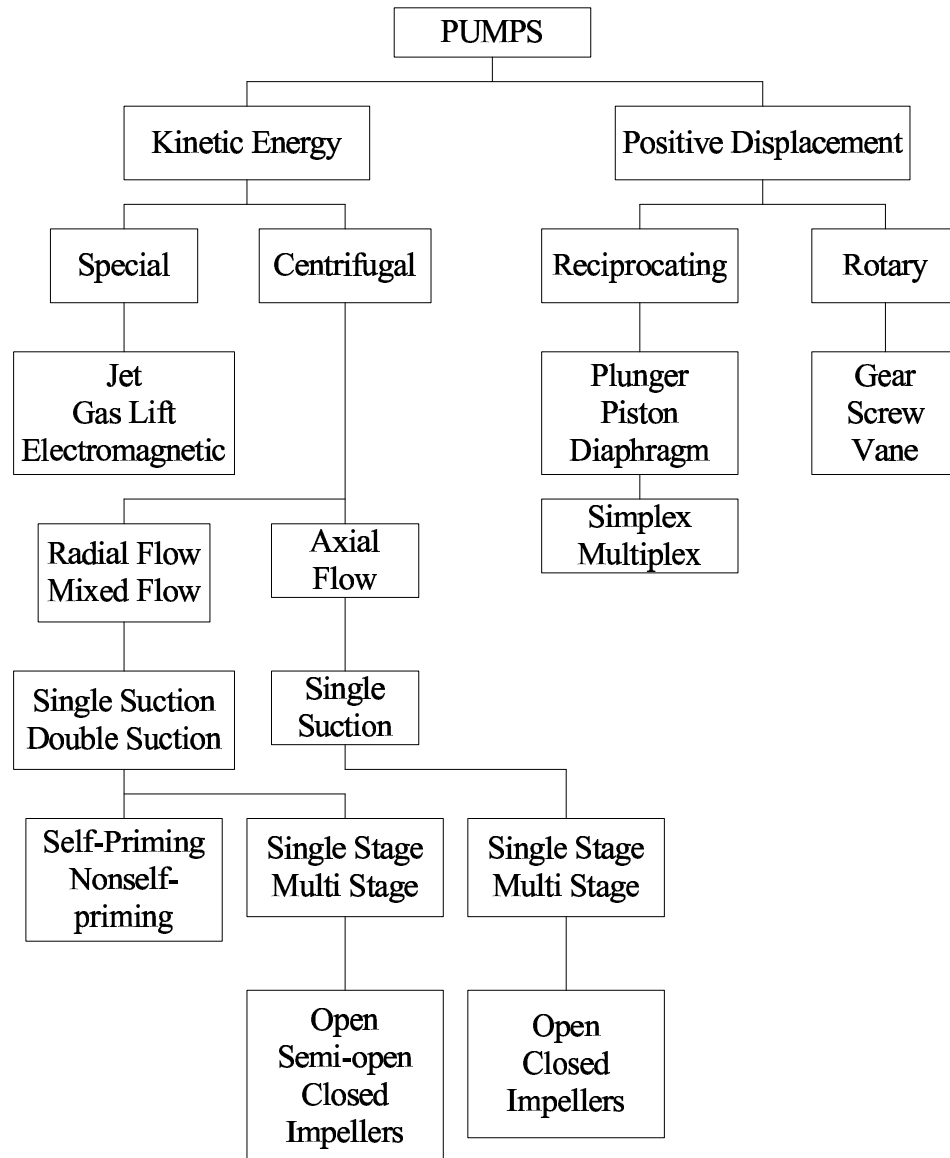 PUMPS
Kinetic Energy
Positive Displacement
Special
Centrifugal
Reciprocating
Rotary
Jet
Gas Lift
Electromagnetic
Plunger
Piston
Diaphragm
Gear
Screw
Vane
Simplex
Multiplex
Radial Flow
Mixed Flow
Axial
Flow
Single Suction
Double Suction
Single
Suction
Self-Priming
Nonself-
priming
Single Stage
Multi Stage
Single Stage
Multi Stage
Open
Semi-open
Closed
Impellers
Open
Closed
Impellers